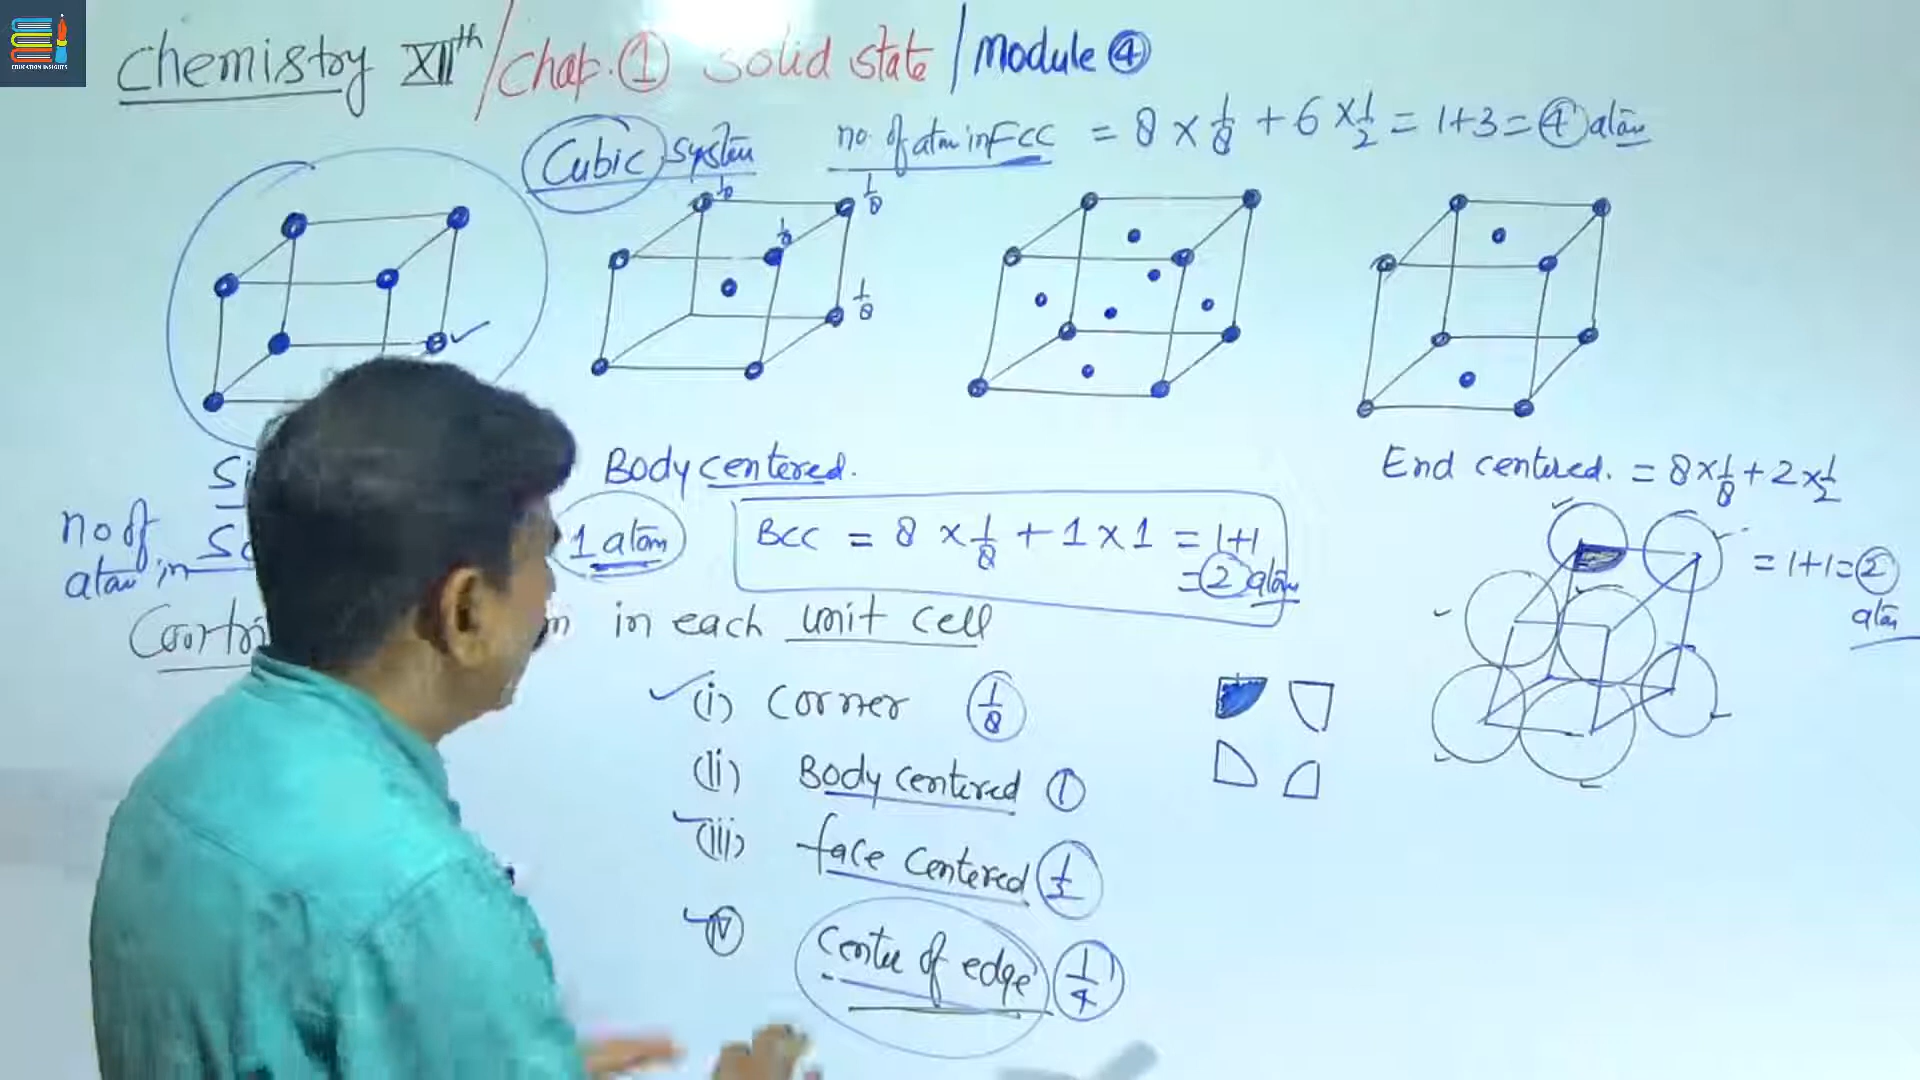 EDUCATION INSIGHTS
Chemistry XIIth / Chap. ① Solid state / Module ④
Cubic system
no. of atm in FCC = 8 × 1/8 + 6 × 1/2 = 1+3 = ④ atom
1/8
1/8
1/8
1/8
Body centered.
End centered. = 8×1/8 + 2×1/2
= 1+1 = ②
atom
no of
atom in
1 atom
BCC = 8 × 1/8 + 1 × 1 = 1+1
= ② atom
in each unit cell
(i) Corner 1/8
(ii) Body centered ①
(iii) face centered 1/2
(iv) Center of edge 1/4